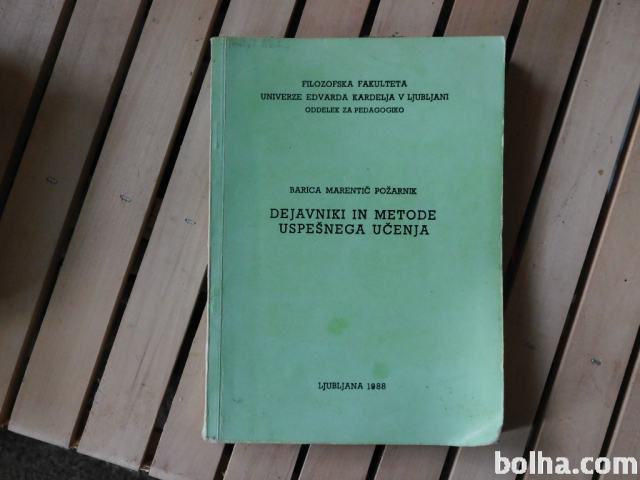 FILOZOFSKA FAKULTETA
UNIVERZE EDVARDA KARDELJA V LJUBLJANI
ODDELEK ZA PEDAGOGIKO
BARICA MARENTIČ POŽARNIK
DEJAVNIKI IN METODE
USPEŠNEGA UČENJA
LJUBLJANA 1988
bolha.com